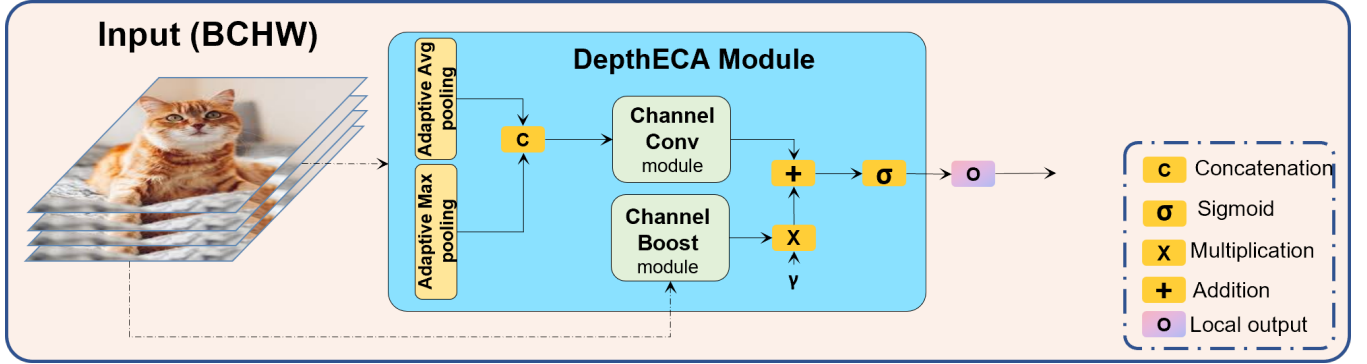 Input (BCHW)
DepthECA Module
Adaptive Avg
pooling
Adaptive Max
pooling
C
Channel
Conv
module
Channel
Boost
module
+
X
γ
σ
O
C Concatenation
σ Sigmoid
X Multiplication
+ Addition
O Local output